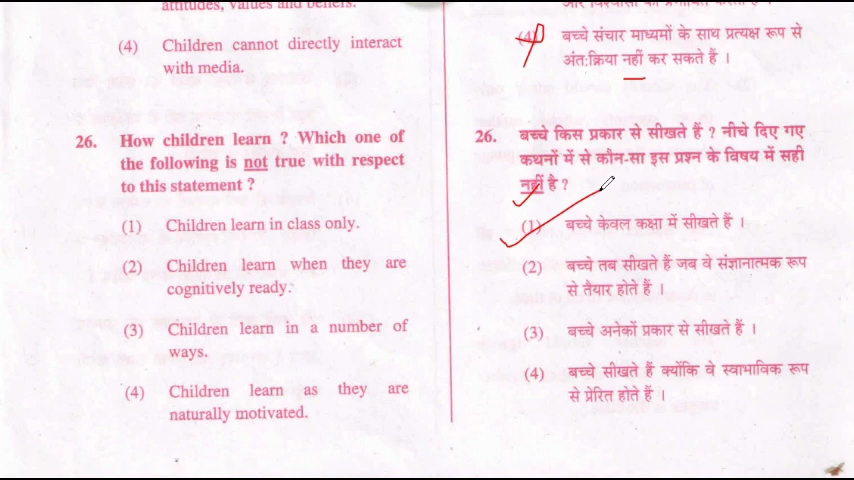 attitudes, values and beliefs.
(4) Children cannot directly interact
with media.
26. How children learn ? Which one of
the following is not true with respect
to this statement ?
(1) Children learn in class only.
(2) Children learn when they are
cognitively ready.
(3) Children learn in a number of
ways.
(4) Children learn as they are
naturally motivated.
(4) बच्चे संचार माध्यमों के साथ प्रत्यक्ष रूप से
अंत:क्रिया नहीं कर सकते हैं ।
26. बच्चे किस प्रकार से सीखते हैं ? नीचे दिए गए
कथनों में से कौन-सा इस प्रश्न के विषय में सही
नहीं है ?
(1) बच्चे केवल कक्षा में सीखते हैं ।
(2) बच्चे तब सीखते हैं जब वे संज्ञानात्मक रूप
से तैयार होते हैं ।
(3) बच्चे अनेकों प्रकार से सीखते हैं ।
(4) बच्चे सीखते हैं क्योंकि वे स्वाभाविक रूप
से प्रेरित होते हैं ।